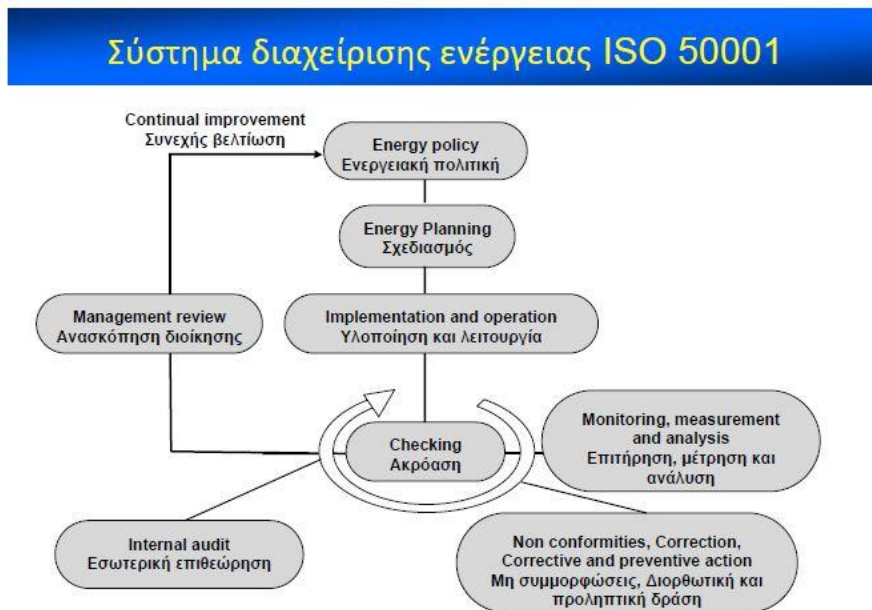 Σύστημα διαχείρισης ενέργειας ISO 50001
Continual improvement
Συνεχής βελτίωση
Energy policy
Ενεργειακή πολιτική
Energy Planning
Σχεδιασμός
Management review
Ανασκόπηση διοίκησης
Implementation and operation
Υλοποίηση και λειτουργία
Checking
Ακρόαση
Monitoring, measurement
and analysis
Επιτήρηση, μέτρηση και
ανάλυση
Internal audit
Εσωτερική επιθεώρηση
Non conformities, Correction,
Corrective and preventive action
Μη συμμορφώσεις, Διορθωτική και
προληπτική δράση